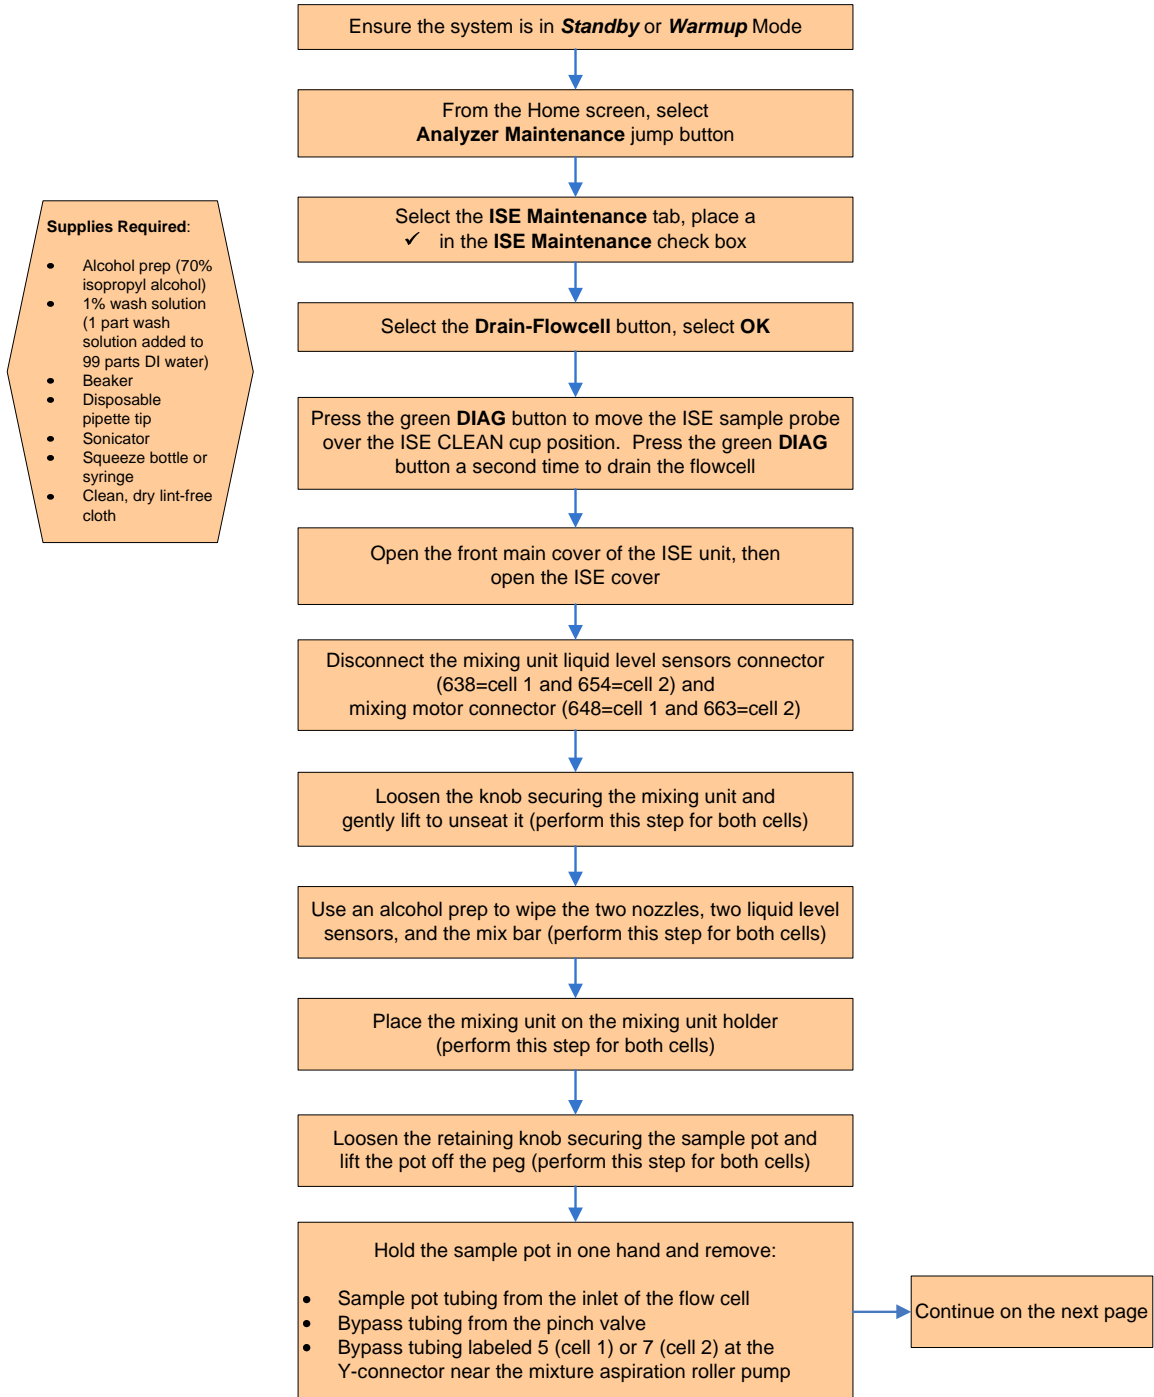 Ensure the system is in Standby or Warmup Mode
From the Home screen, select
Analyzer Maintenance jump button
Select the ISE Maintenance tab, place a
✓ in the ISE Maintenance check box
Select the Drain-Flowcell button, select OK
Press the green DIAG button to move the ISE sample probe
over the ISE CLEAN cup position. Press the green DIAG
button a second time to drain the flowcell
Open the front main cover of the ISE unit, then
open the ISE cover
Disconnect the mixing unit liquid level sensors connector
(638=cell 1 and 654=cell 2) and
mixing motor connector (648=cell 1 and 663=cell 2)
Loosen the knob securing the mixing unit and
gently lift to unseat it (perform this step for both cells)
Use an alcohol prep to wipe the two nozzles, two liquid level
sensors, and the mix bar (perform this step for both cells)
Place the mixing unit on the mixing unit holder
(perform this step for both cells)
Loosen the retaining knob securing the sample pot and
lift the pot off the peg (perform this step for both cells)
Hold the sample pot in one hand and remove:
• Sample pot tubing from the inlet of the flow cell
• Bypass tubing from the pinch valve
• Bypass tubing labeled 5 (cell 1) or 7 (cell 2) at the
Y-connector near the mixture aspiration roller pump
Continue on the next page
Supplies Required:
• Alcohol prep (70%
isopropyl alcohol)
• 1% wash solution
(1 part wash
solution added to
99 parts DI water)
• Beaker
• Disposable
pipette tip
• Sonicator
• Squeeze bottle or
syringe
• Clean, dry lint-free
cloth